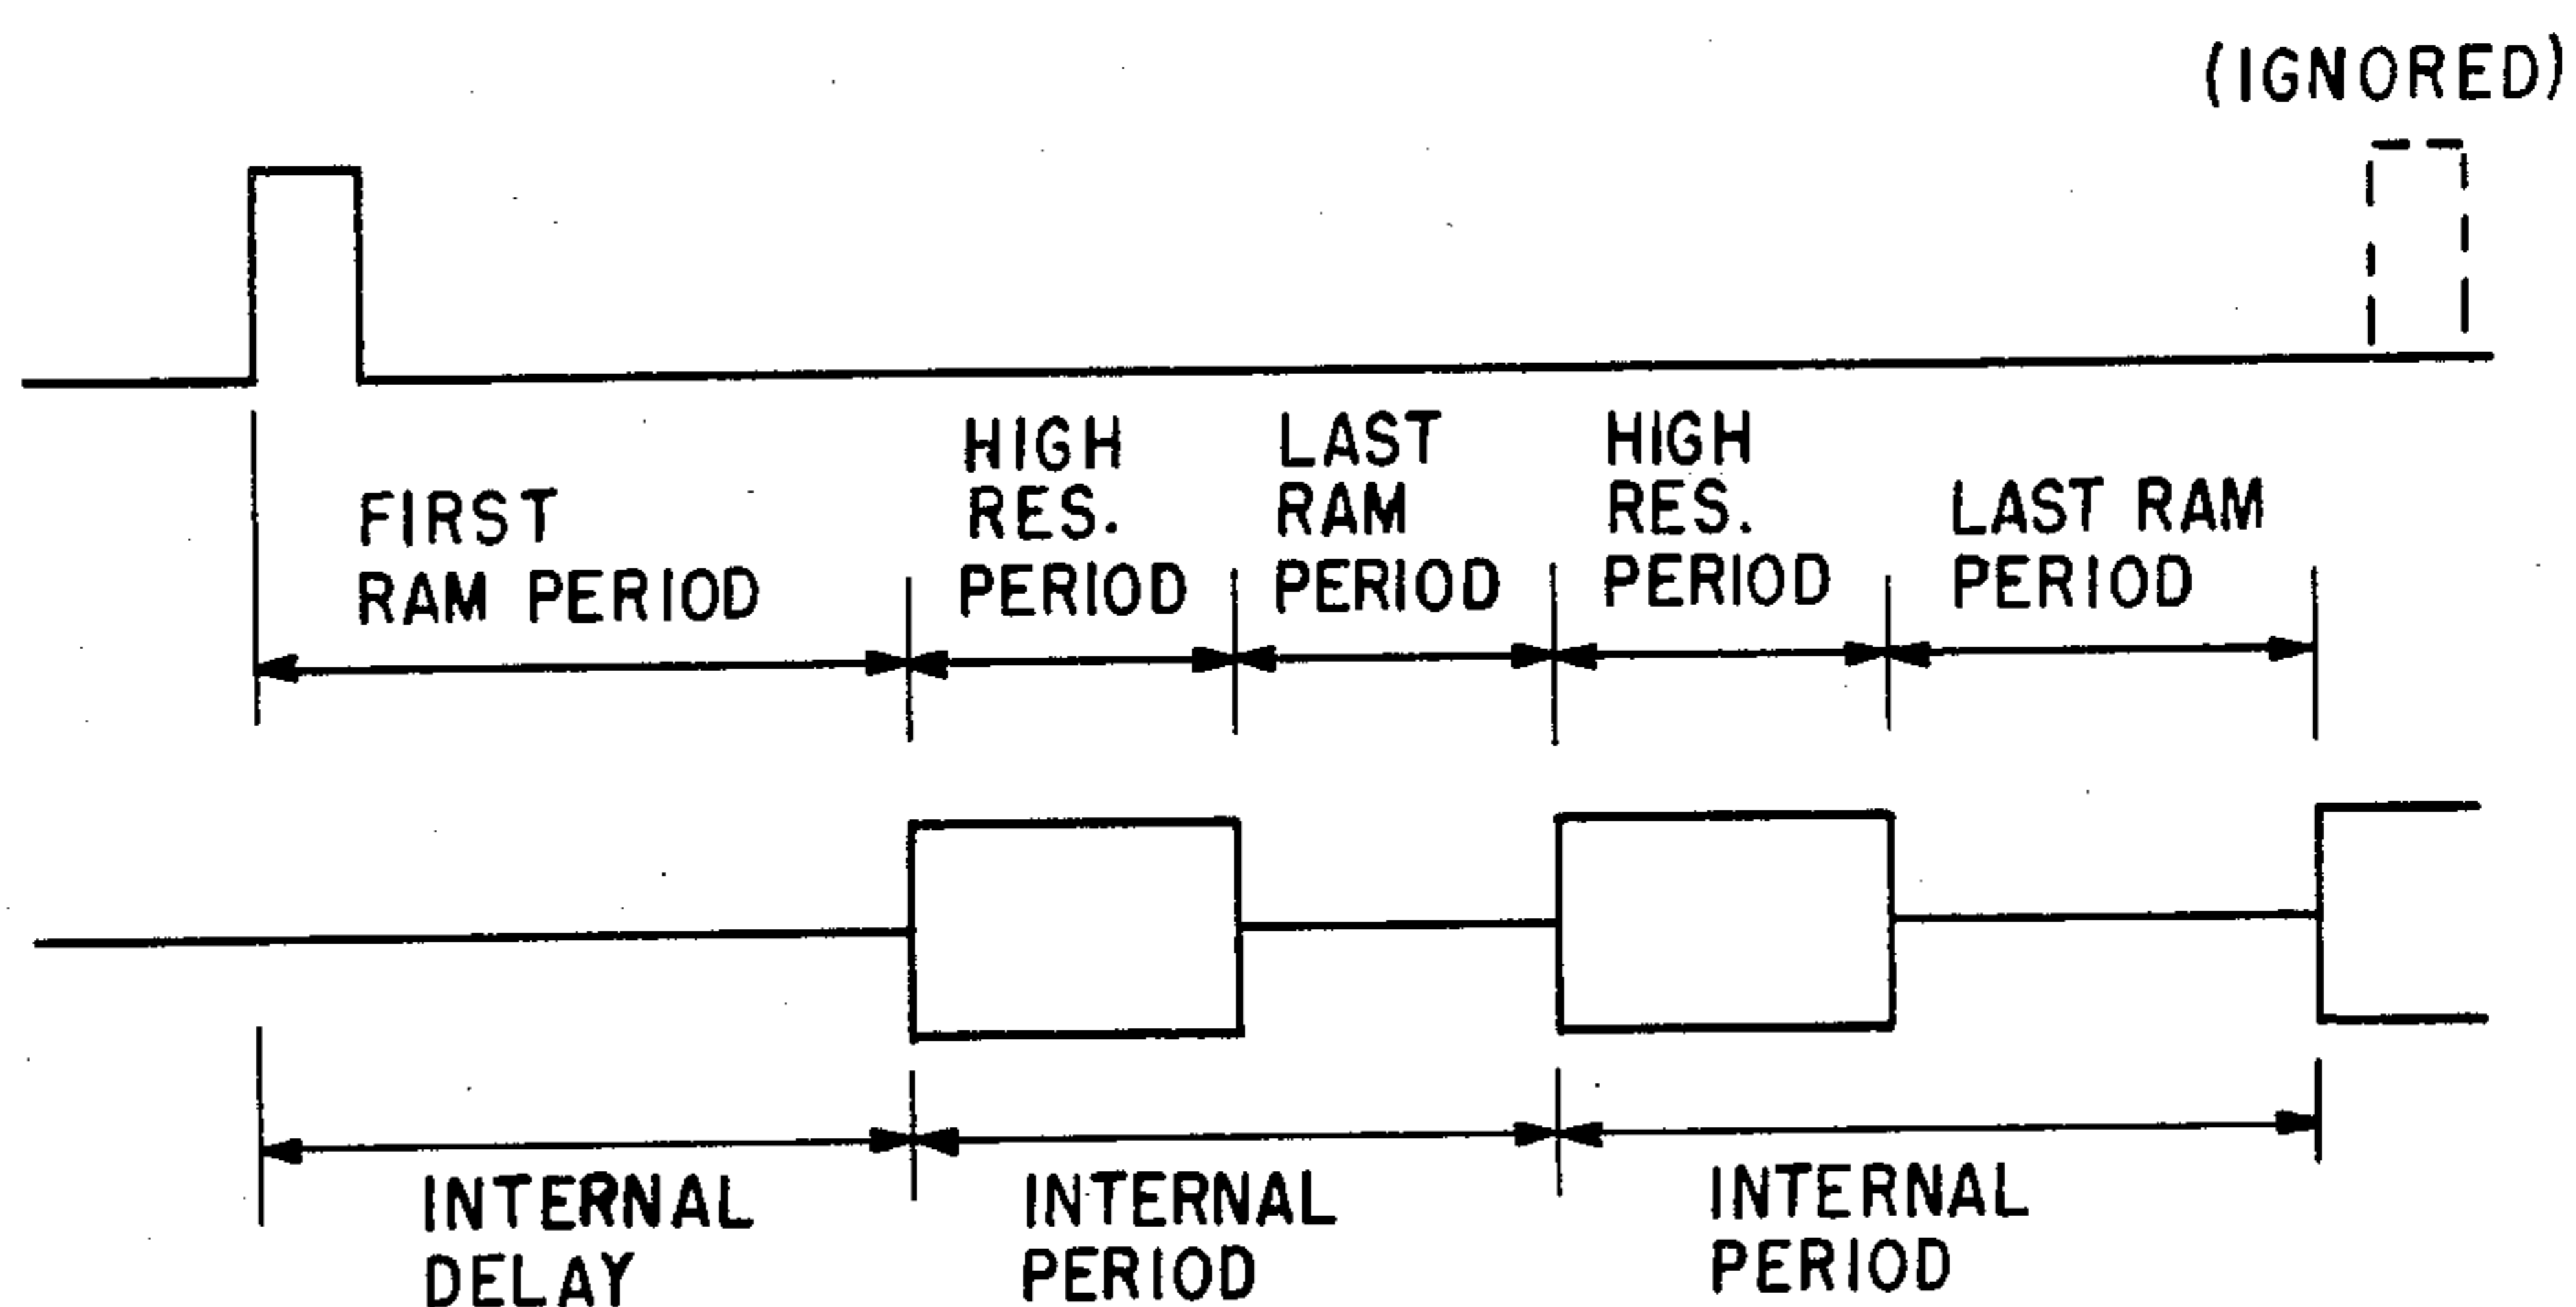 (IGNORED)
FIRST
RAM PERIOD
HIGH
RES.
PERIOD
LAST
RAM
PERIOD
HIGH
RES.
PERIOD
LAST RAM
PERIOD
INTERNAL
DELAY
INTERNAL
PERIOD
INTERNAL
PERIOD